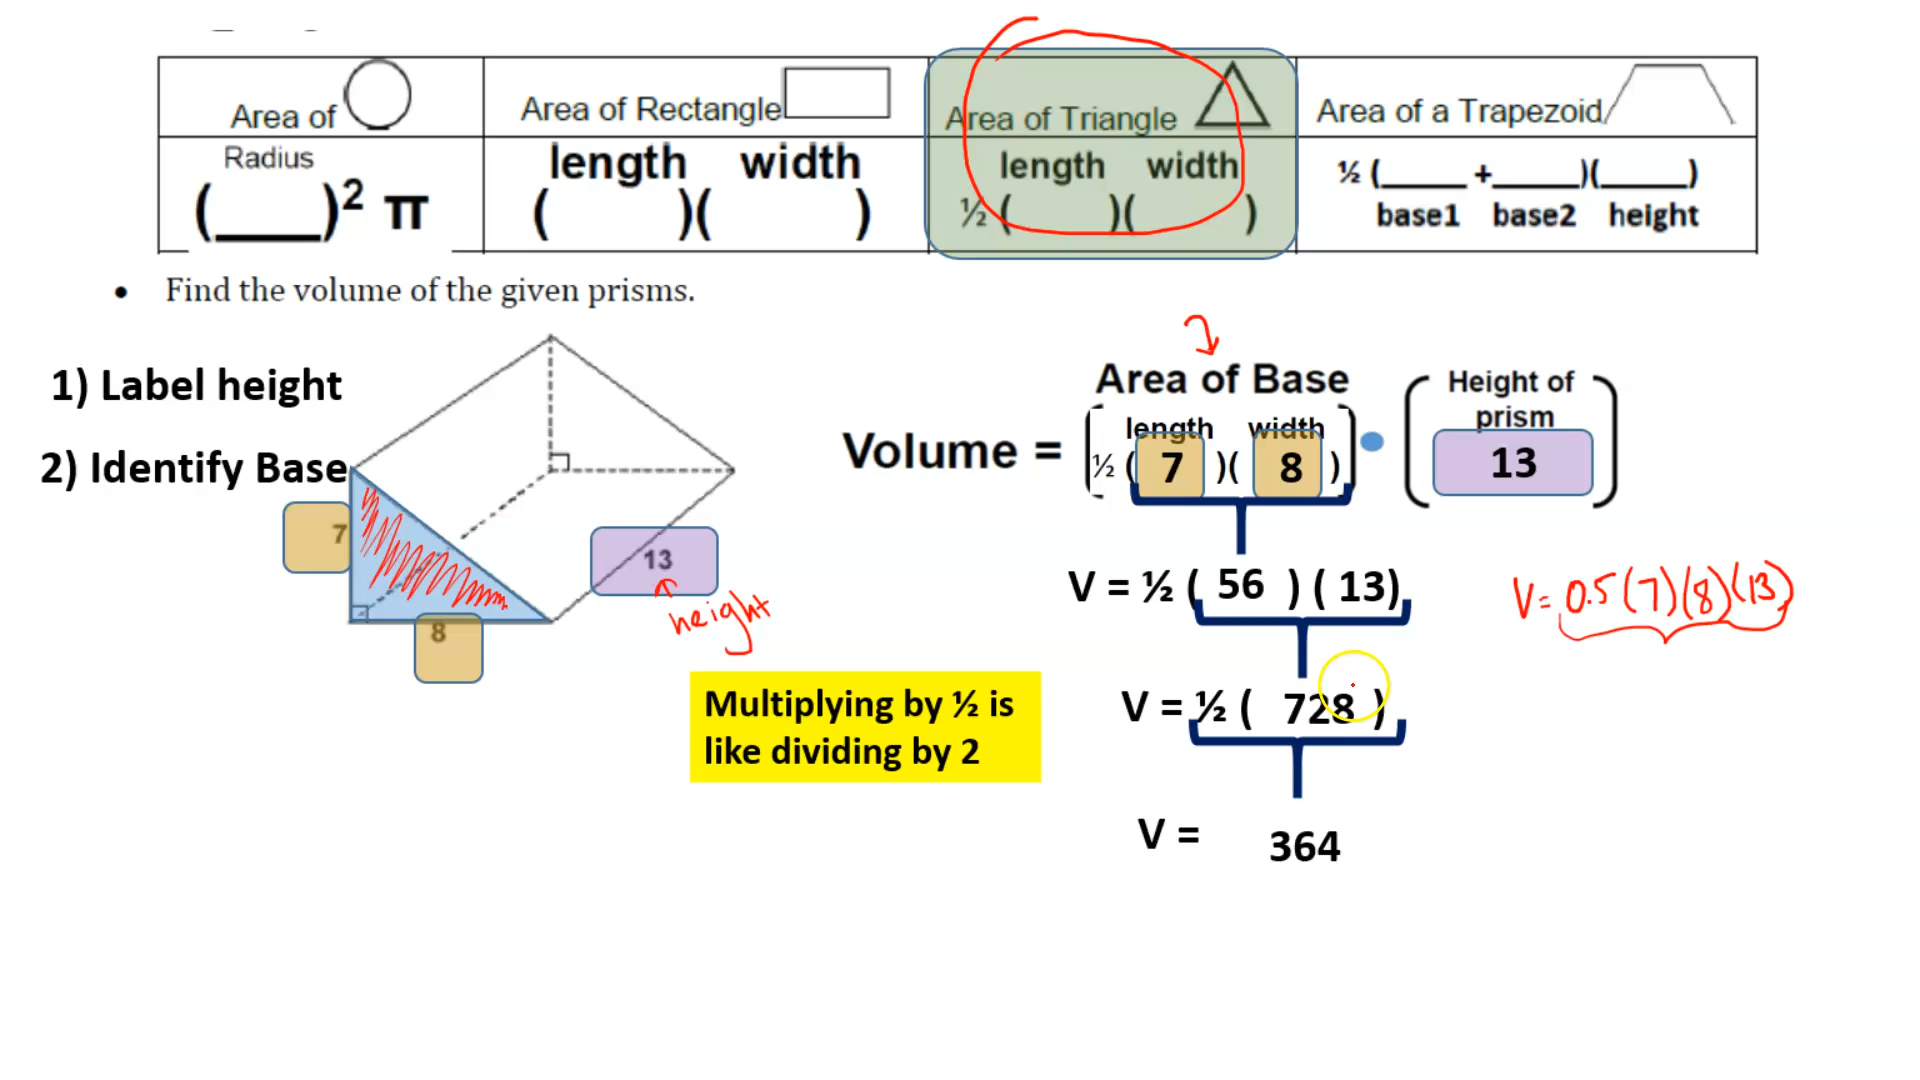 Area of
Area of Rectangle
Area of Triangle
Area of a Trapezoid
Radius
(___)² π
length width
( )( )
length width
½ ( )( )
½ (_____ +_____)(_____)
base1 base2 height
• Find the volume of the given prisms.
1) Label height
2) Identify Base
7
8
13
height
Area of Base
Height of
prism
length width
Volume = [½ ( 7 )( 8 )] • ( 13 )
V = ½ ( 56 ) ( 13)
V = 0.5 (7)(8)(13)
V = ½ ( 728 )
Multiplying by ½ is
like dividing by 2
V = 364